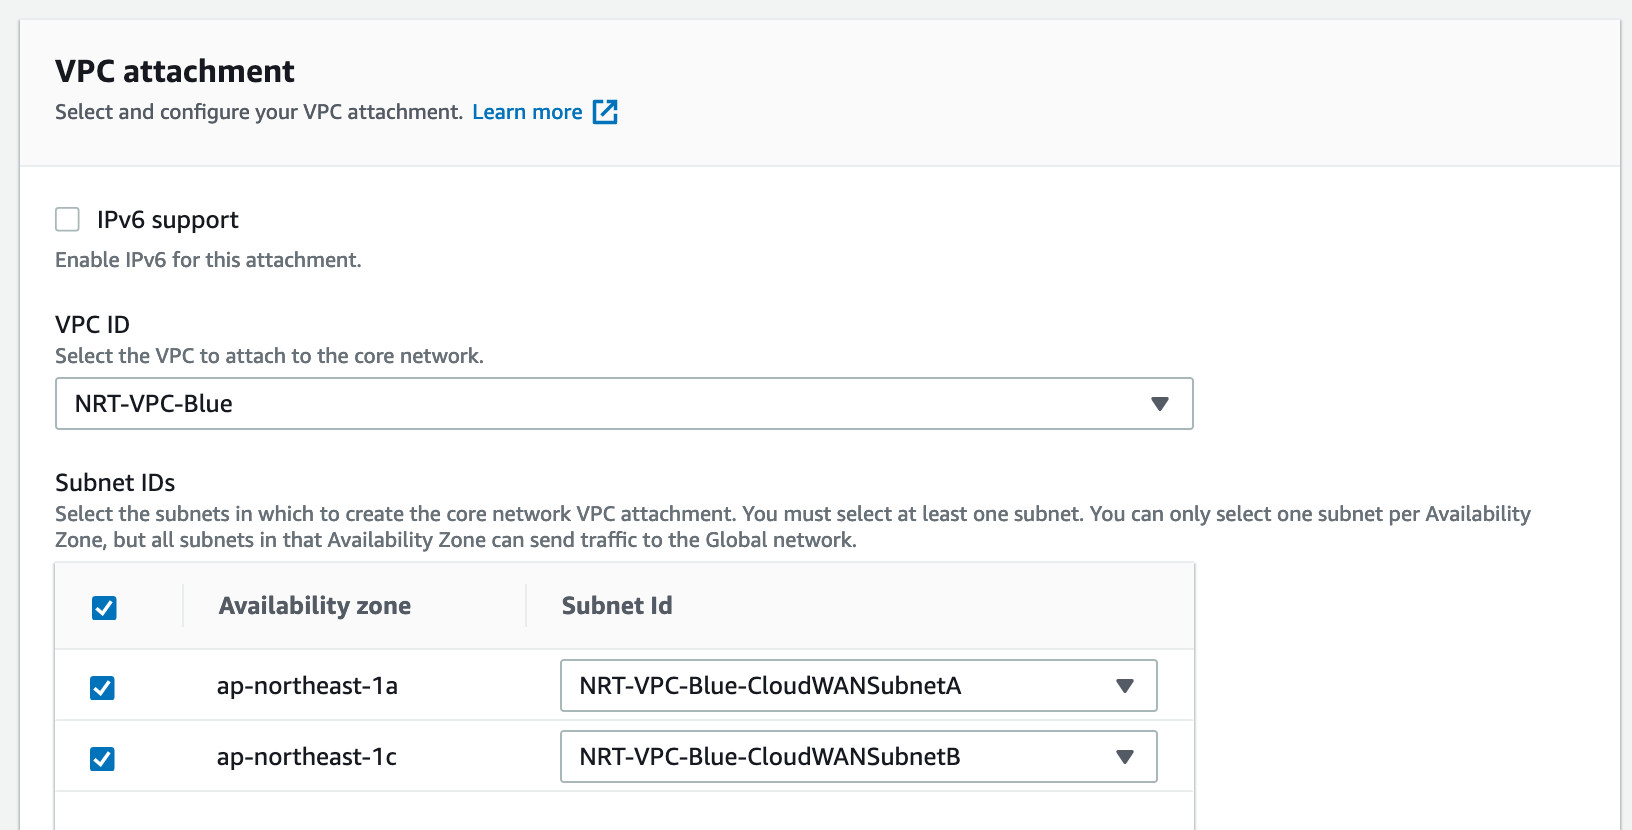 VPC attachment
Select and configure your VPC attachment. Learn more
IPv6 support
Enable IPv6 for this attachment.
VPC ID
Select the VPC to attach to the core network.
NRT-VPC-Blue
Subnet IDs
Select the subnets in which to create the core network VPC attachment. You must select at least one subnet. You can only select one subnet per Availability
Zone, but all subnets in that Availability Zone can send traffic to the Global network.
Availability zone Subnet Id
ap-northeast-1a NRT-VPC-Blue-CloudWANSubnetA
ap-northeast-1c NRT-VPC-Blue-CloudWANSubnetB